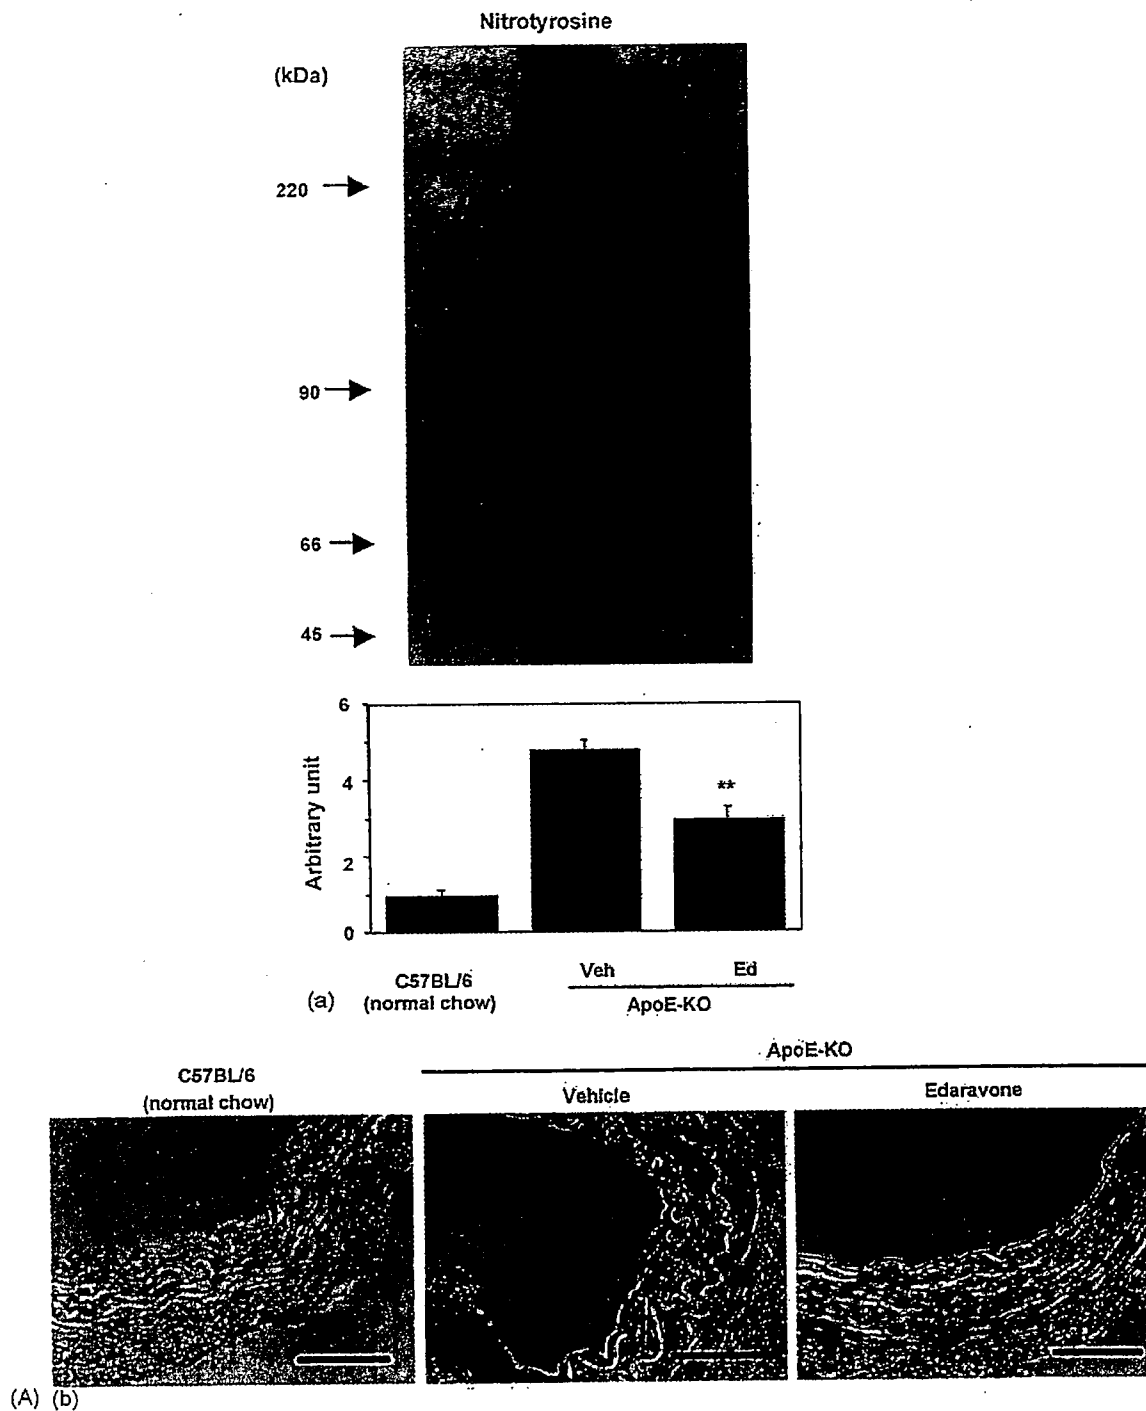 Nitrotyrosine
(kDa)
220
90
66
45
6
4
2
0
Arbitrary unit
**
C57BL/6
(normal chow)
Veh
Ed
ApoE-KO
(a)
ApoE-KO
C57BL/6
(normal chow)
Vehicle
Edaravone
(A) (b)